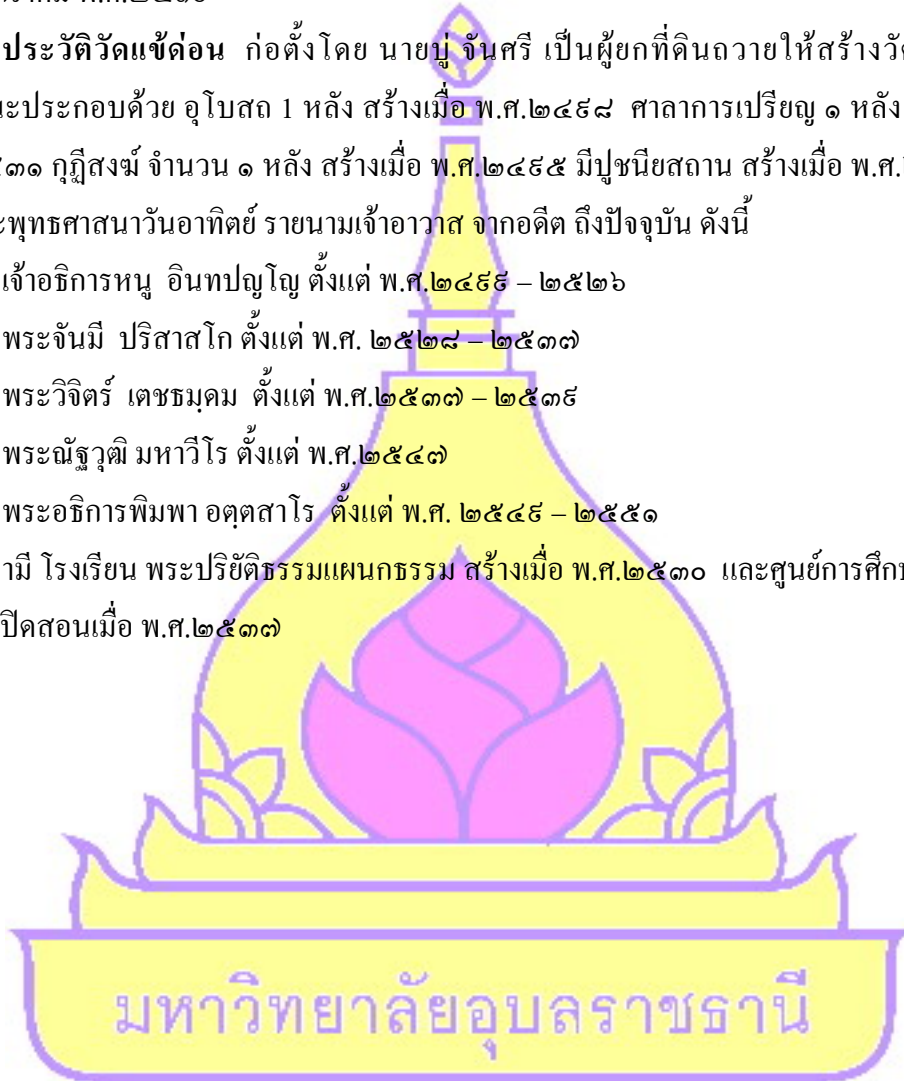 ประวัติวัดแข้ด่อน ก่อตั้งโดย นายบู่ จันศรี เป็นผู้ยกที่ดินถวายให้สร้างวัด
ประกอบด้วย อุโบสถ 1 หลัง สร้างเมื่อ พ.ศ.๒๔๙๘ ศาลาการเปรียญ ๑ หลัง
๓๑ กุฏีสงฆ์ จำนวน ๑ หลัง สร้างเมื่อ พ.ศ.๒๔๙๕ มีปูชนียสถาน สร้างเมื่อ พ.ศ.
พุทธศาสนาวันอาทิตย์ รายนามเจ้าอาวาส จากอดีต ถึงปัจจุบัน ดังนี้
เจ้าอธิการหนู อินทปญโญ ตั้งแต่ พ.ศ.๒๔๙๙ – ๒๕๒๖
พระจันมี ปริสาสโก ตั้งแต่ พ.ศ. ๒๕๒๘ – ๒๕๓๗
พระวิจิตร์ เตชธมฺดม ตั้งแต่ พ.ศ.๒๕๓๗ – ๒๕๓๙
พระณัฐวุฒิ มหาวีโร ตั้งแต่ พ.ศ.๒๕๔๗
พระอธิการพิมพา อตฺตสาโร ตั้งแต่ พ.ศ. ๒๕๔๙ – ๒๕๕๑
ามี โรงเรียน พระปริยัติธรรมแผนกธรรม สร้างเมื่อ พ.ศ.๒๕๓๐ และศูนย์การศึก
ปิดสอนเมื่อ พ.ศ.๒๕๓๗
มหาวิทยาลัยอุบลราชธานี